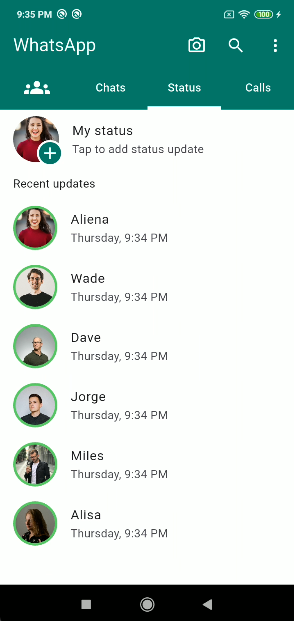 9:35 PM
100
WhatsApp
Chats
Status
Calls
My status
Tap to add status update
Recent updates
Aliena
Thursday, 9:34 PM
Wade
Thursday, 9:34 PM
Dave
Thursday, 9:34 PM
Jorge
Thursday, 9:34 PM
Miles
Thursday, 9:34 PM
Alisa
Thursday, 9:34 PM